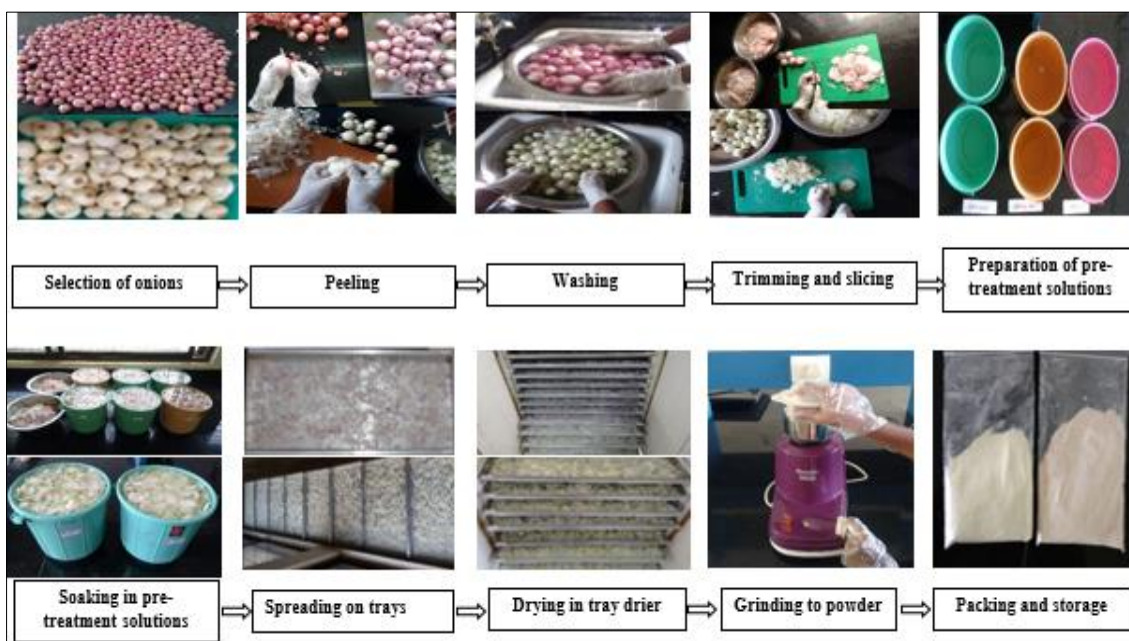 Selection of onions
Peeling
Washing
Trimming and slicing
Preparation of pre-
treatment solutions
Soaking in pre-
treatment solutions
Spreading on trays
Drying in tray drier
Grinding to powder
Packing and storage